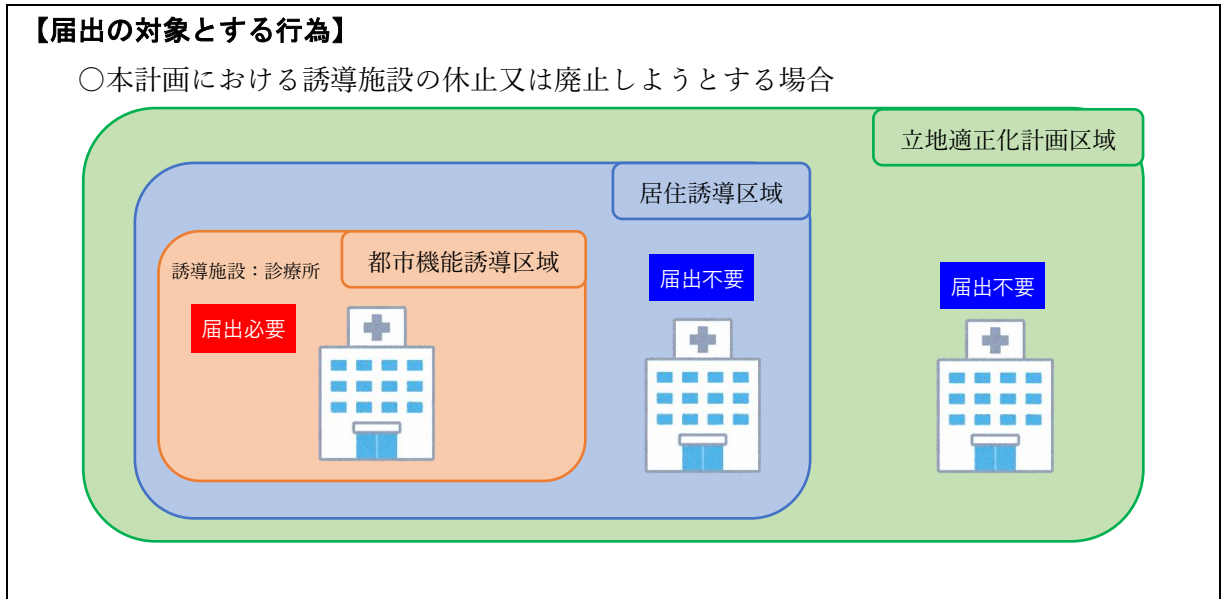 【届出の対象とする行為】
○本計画における誘導施設の休止又は廃止しようとする場合
立地適正化計画区域
居住誘導区域
都市機能誘導区域
誘導施設：診療所
届出必要
届出不要
届出不要